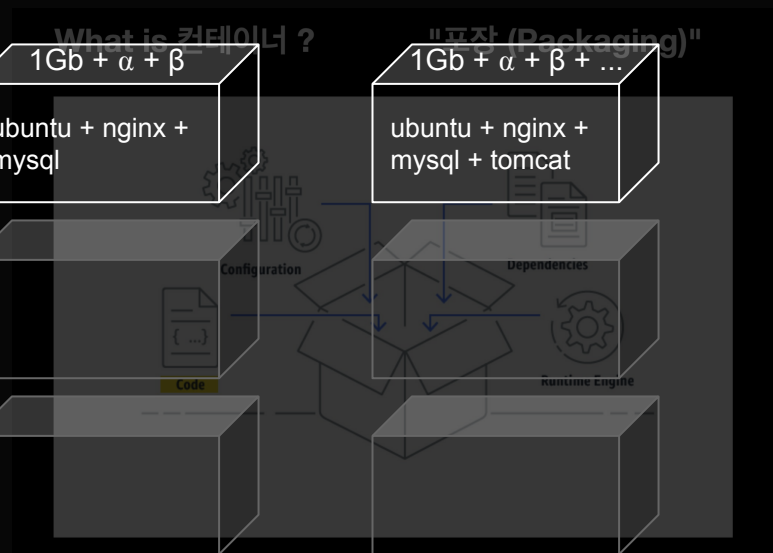 What is 컨테이너 ? "포장 (Packaging)"
1Gb + α + β
1Gb + α + β + ...
ubuntu + nginx +
mysql
ubuntu + nginx +
mysql + tomcat
Configuration
Dependencies
{ ...}
Code
Runtime Engine